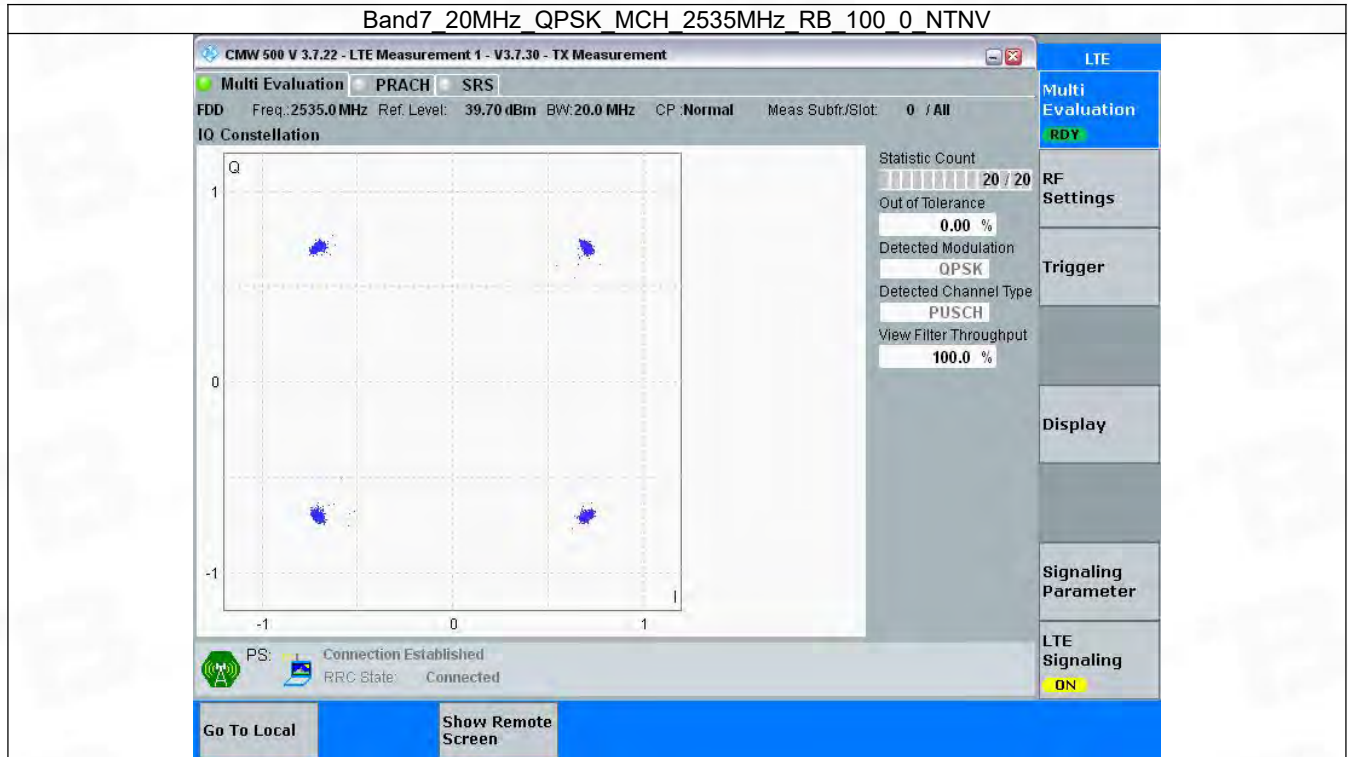 Band7_20MHz_QPSK_MCH_2535MHz_RB_100_0_NTNV
CMW 500 V 3.7.22 - LTE Measurement 1 - V3.7.30 - TX Measurement
LTE
Multi Evaluation PRACH SRS
Multi
Evaluation
RDY
FDD Freq.:2535.0 MHz Ref. Level: 39.70 dBm BW:20.0 MHz CP :Normal Meas Subfr./Slot: 0 / All
IQ Constellation
Q
1
0
-1
I
-1 0 1
Statistic Count
20 / 20
Out of Tolerance
0.00 %
Detected Modulation
QPSK
Detected Channel Type
PUSCH
View Filter Throughput
100.0 %
RF
Settings
Trigger
Display
Signaling
Parameter
LTE
Signaling
ON
PS: Connection Established
RRC State: Connected
Go To Local
Show Remote
Screen